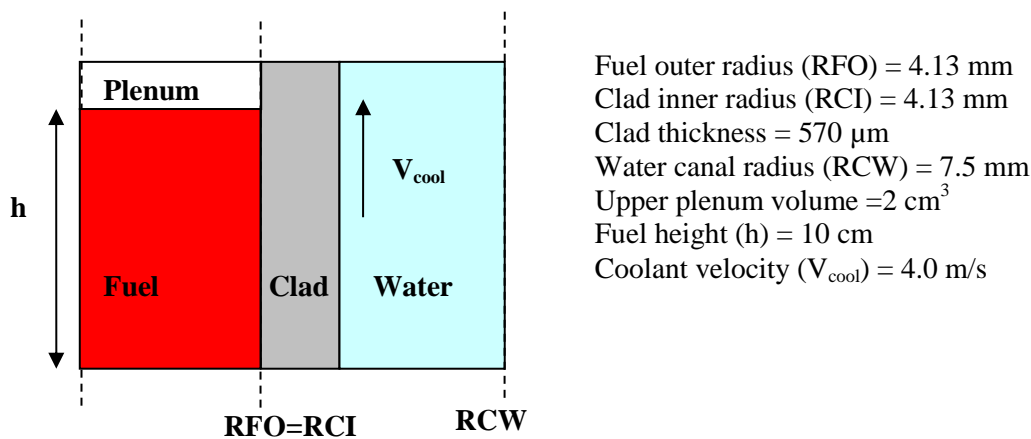 Plenum
V_cool
h
Fuel
Clad
Water
RFO=RCI
RCW
Fuel outer radius (RFO) = 4.13 mm
Clad inner radius (RCI) = 4.13 mm
Clad thickness = 570 µm
Water canal radius (RCW) = 7.5 mm
Upper plenum volume =2 cm³
Fuel height (h) = 10 cm
Coolant velocity (V_cool) = 4.0 m/s